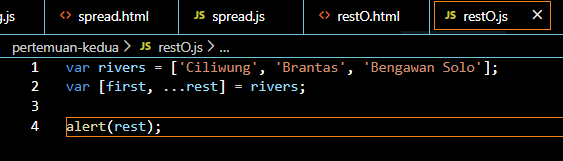 g.js spread.html JS spread.js restO.html JS restO.js ×
pertemuan-kedua > JS restO.js > ...
1 var rivers = ['Ciliwung', 'Brantas', 'Bengawan Solo'];
2 var [first, ...rest] = rivers;
3
4 alert(rest);